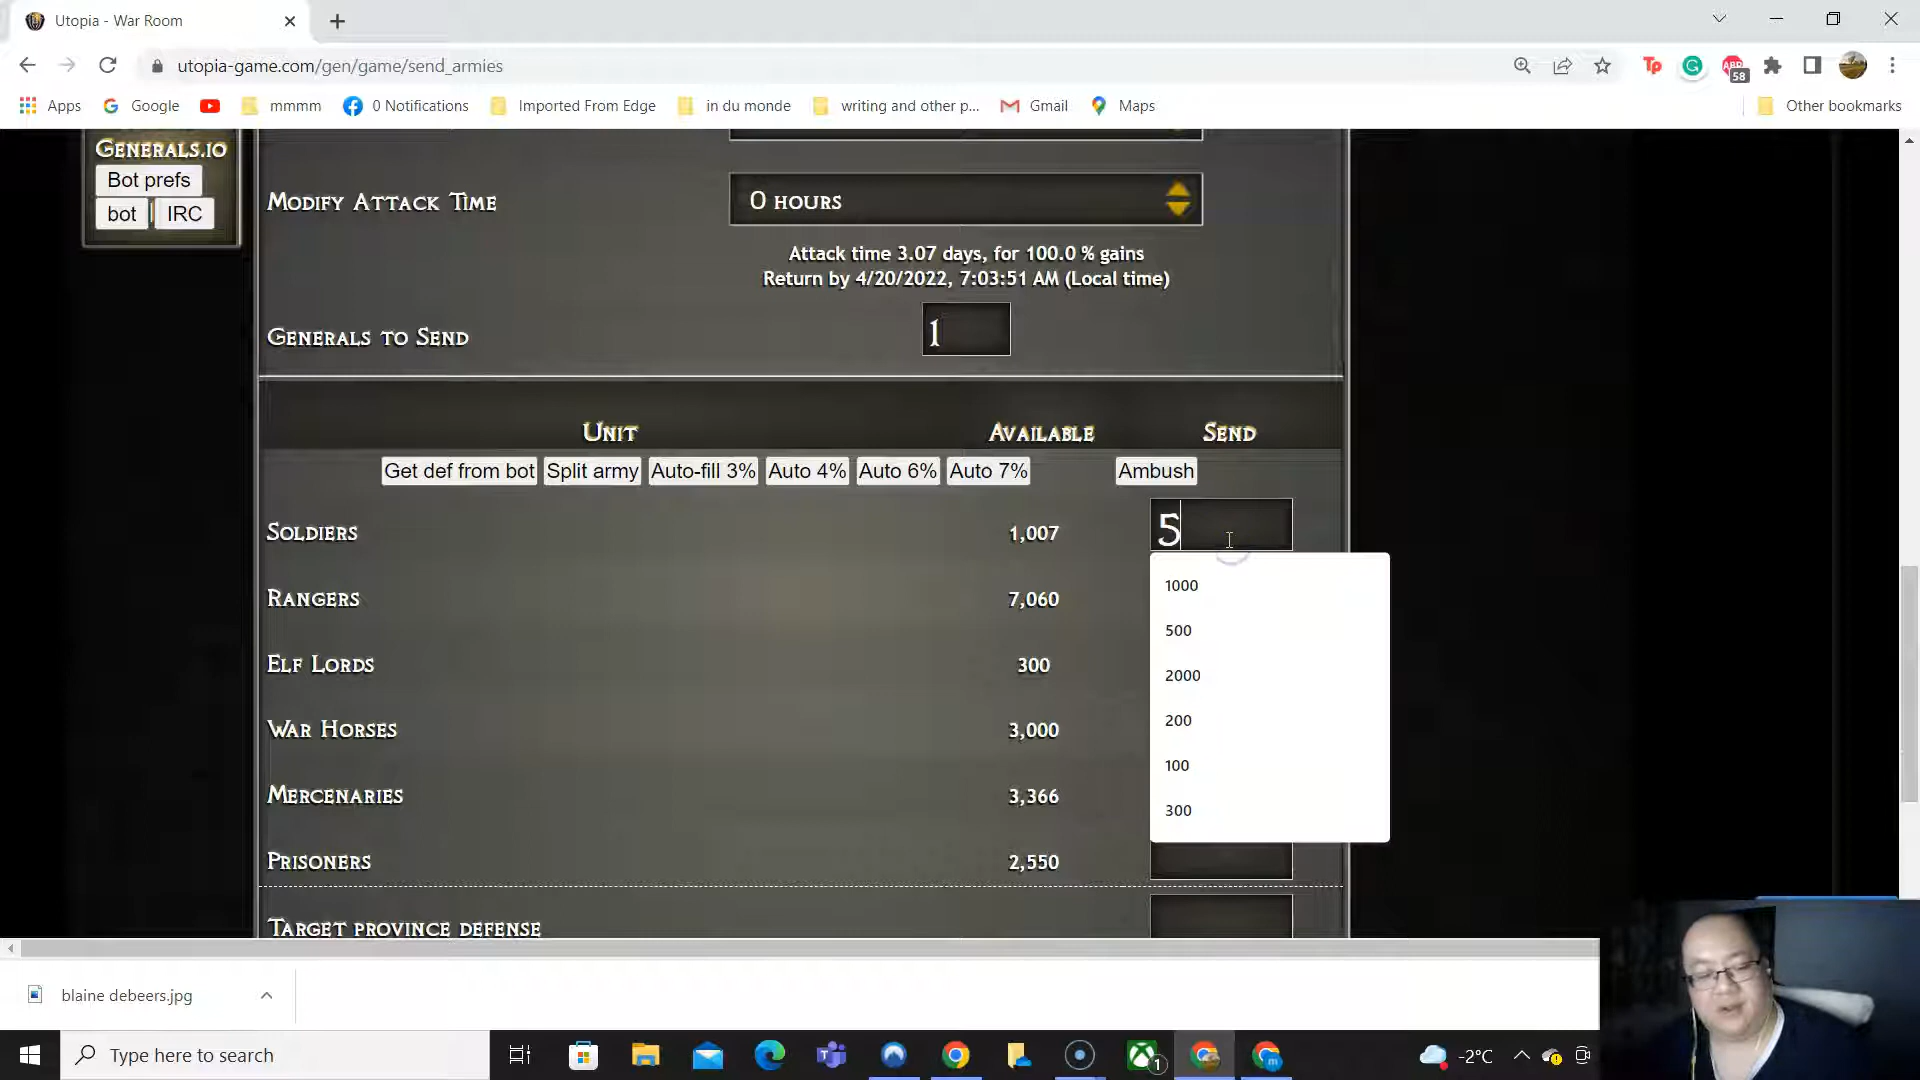 Utopia - War Room
utopia-game.com/gen/game/send_armies
58
Apps
Google
mmmm
0 Notifications
Imported From Edge
in du monde
writing and other p...
Gmail
Maps
Other bookmarks
Generals.io
Bot prefs
bot | IRC
Modify Attack Time
0 hours
Attack time 3.07 days, for 100.0 % gains
Return by 4/20/2022, 7:03:51 AM (Local time)
Generals to Send
1
Unit Available Send
Get def from bot Split army Auto-fill 3% Auto 4% Auto 6% Auto 7% Ambush
Soldiers 1,007 5
Rangers 7,060
Elf Lords 300
War Horses 3,000
Mercenaries 3,366
Prisoners 2,550
1000
500
2000
200
100
300
Target province defense
blaine debeers.jpg
Type here to search
1
-2°C